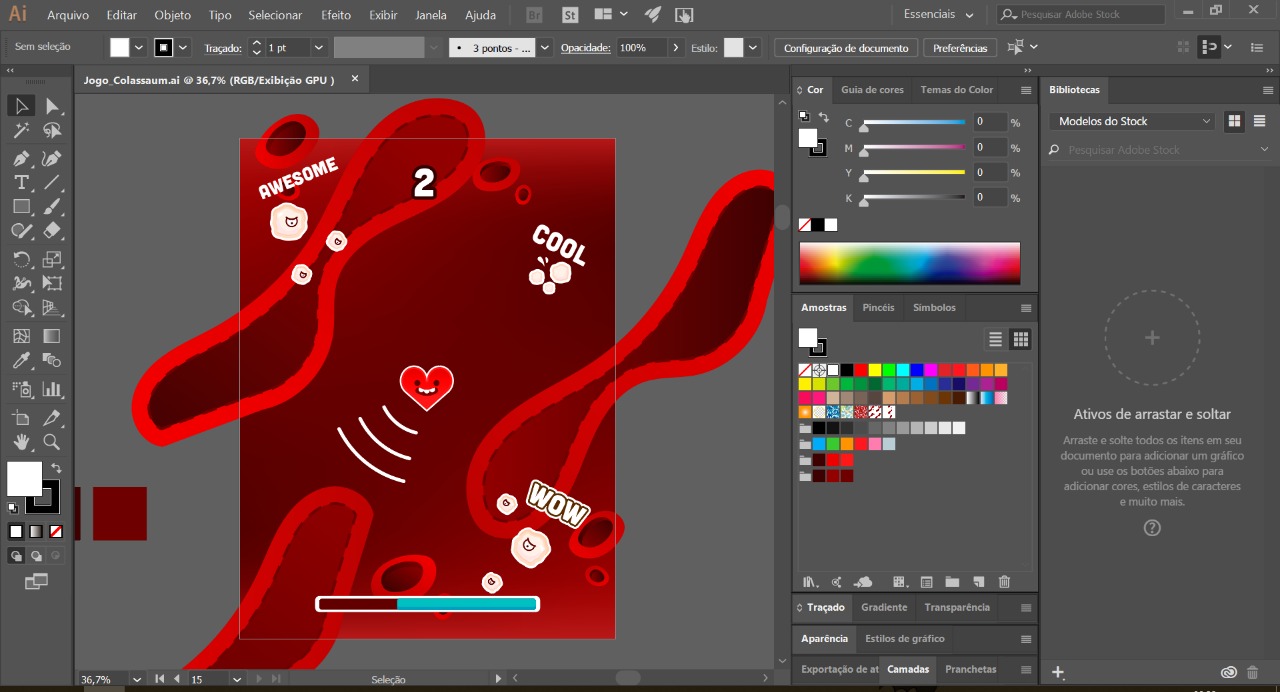 Ai Arquivo Editar Objeto Tipo Selecionar Efeito Exibir Janela Ajuda Br St Essenciais Pesquisar Adobe Stock
Sem seleção Traçado: 1 pt 3 pontos - ... Opacidade: 100% Estilo: Configuração de documento Preferências
Jogo_Colassaum.ai @ 36,7% (RGB/Exibição GPU ) ×
Cor Guia de cores Temas do Color
Bibliotecas
C 0 %
M 0 %
Y 0 %
K 0 %
Modelos do Stock
Pesquisar Adobe Stock
AWESOME
2
COOL
WOW
Amostras Pincéis Símbolos
Ativos de arrastar e soltar
Arraste e solte todos os itens em seu
documento para adicionar um gráfico
ou use os botões abaixo para
adicionar cores, estilos de caracteres
e muito mais.
?
Traçado Gradiente Transparência
Aparência Estilos de gráfico
Exportação de at Camadas Pranchetas
36,7% 15 Seleção